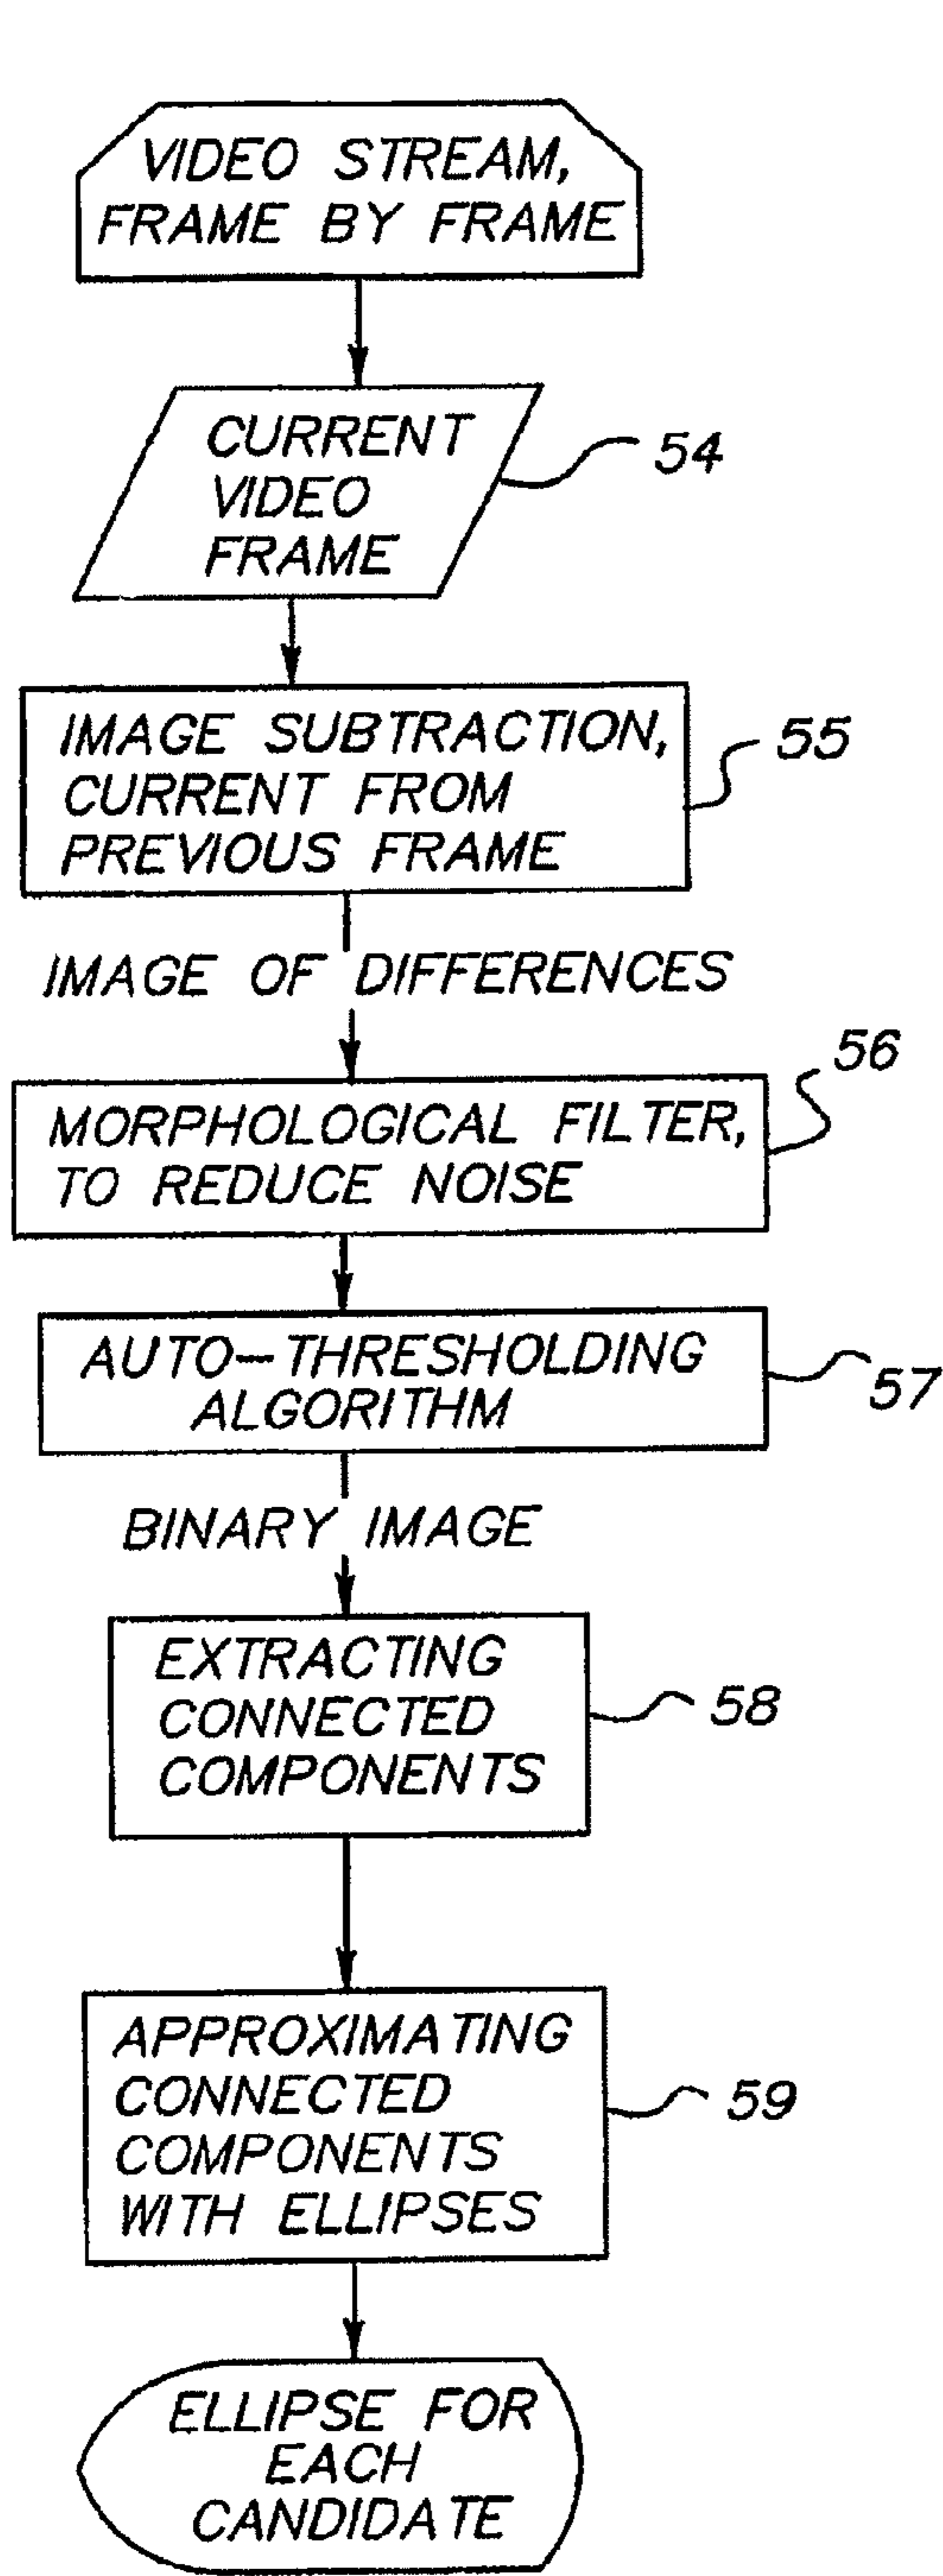 VIDEO STREAM,
FRAME BY FRAME
CURRENT
VIDEO
FRAME
54
IMAGE SUBTRACTION,
CURRENT FROM
PREVIOUS FRAME
55
IMAGE OF DIFFERENCES
56
MORPHOLOGICAL FILTER,
TO REDUCE NOISE
AUTO-THRESHOLDING
ALGORITHM
57
BINARY IMAGE
EXTRACTING
CONNECTED
COMPONENTS
58
APPROXIMATING
CONNECTED
COMPONENTS
WITH ELLIPSES
59
ELLIPSE FOR
EACH
CANDIDATE